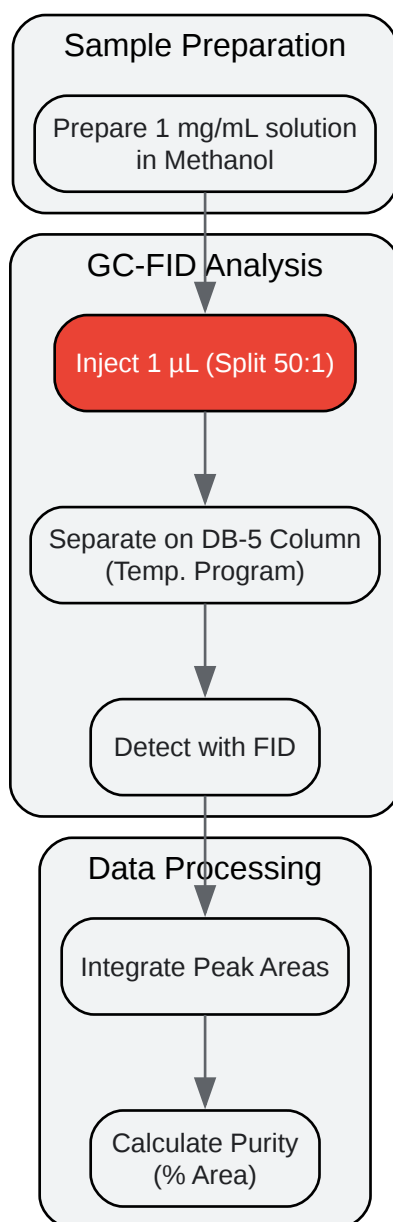 Sample Preparation
Prepare 1 mg/mL solution
in Methanol
GC-FID Analysis
Inject 1 µL (Split 50:1)
Separate on DB-5 Column
(Temp. Program)
Detect with FID
Data Processing
Integrate Peak Areas
Calculate Purity
(% Area)